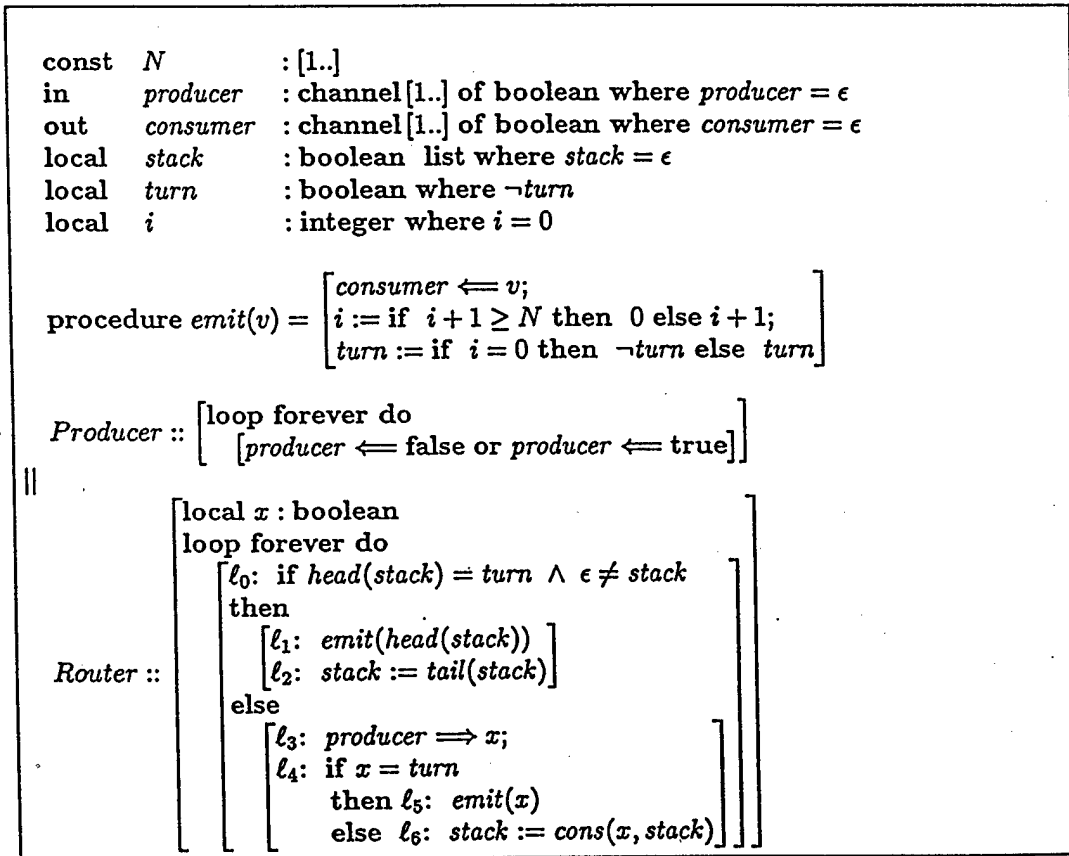 const N : [1..]
in producer : channel [1..] of boolean where producer = ϵ
out consumer : channel [1..] of boolean where consumer = ϵ
local stack : boolean list where stack = ϵ
local turn : boolean where ¬turn
local i : integer where i = 0
procedure emit(v) = [consumer ⇐ v;
i := if i + 1 ≥ N then 0 else i + 1;
turn := if i = 0 then ¬turn else turn]
Producer :: [loop forever do
[producer ⇐ false or producer ⇐ true]]
||
Router :: [local x : boolean
loop forever do
[ℓ0: if head(stack) = turn ∧ ϵ ≠ stack
then
[ℓ1: emit(head(stack))
ℓ2: stack := tail(stack)]
else
[ℓ3: producer ⇒ x;
ℓ4: if x = turn
then ℓ5: emit(x)
else ℓ6: stack := cons(x, stack)]]]